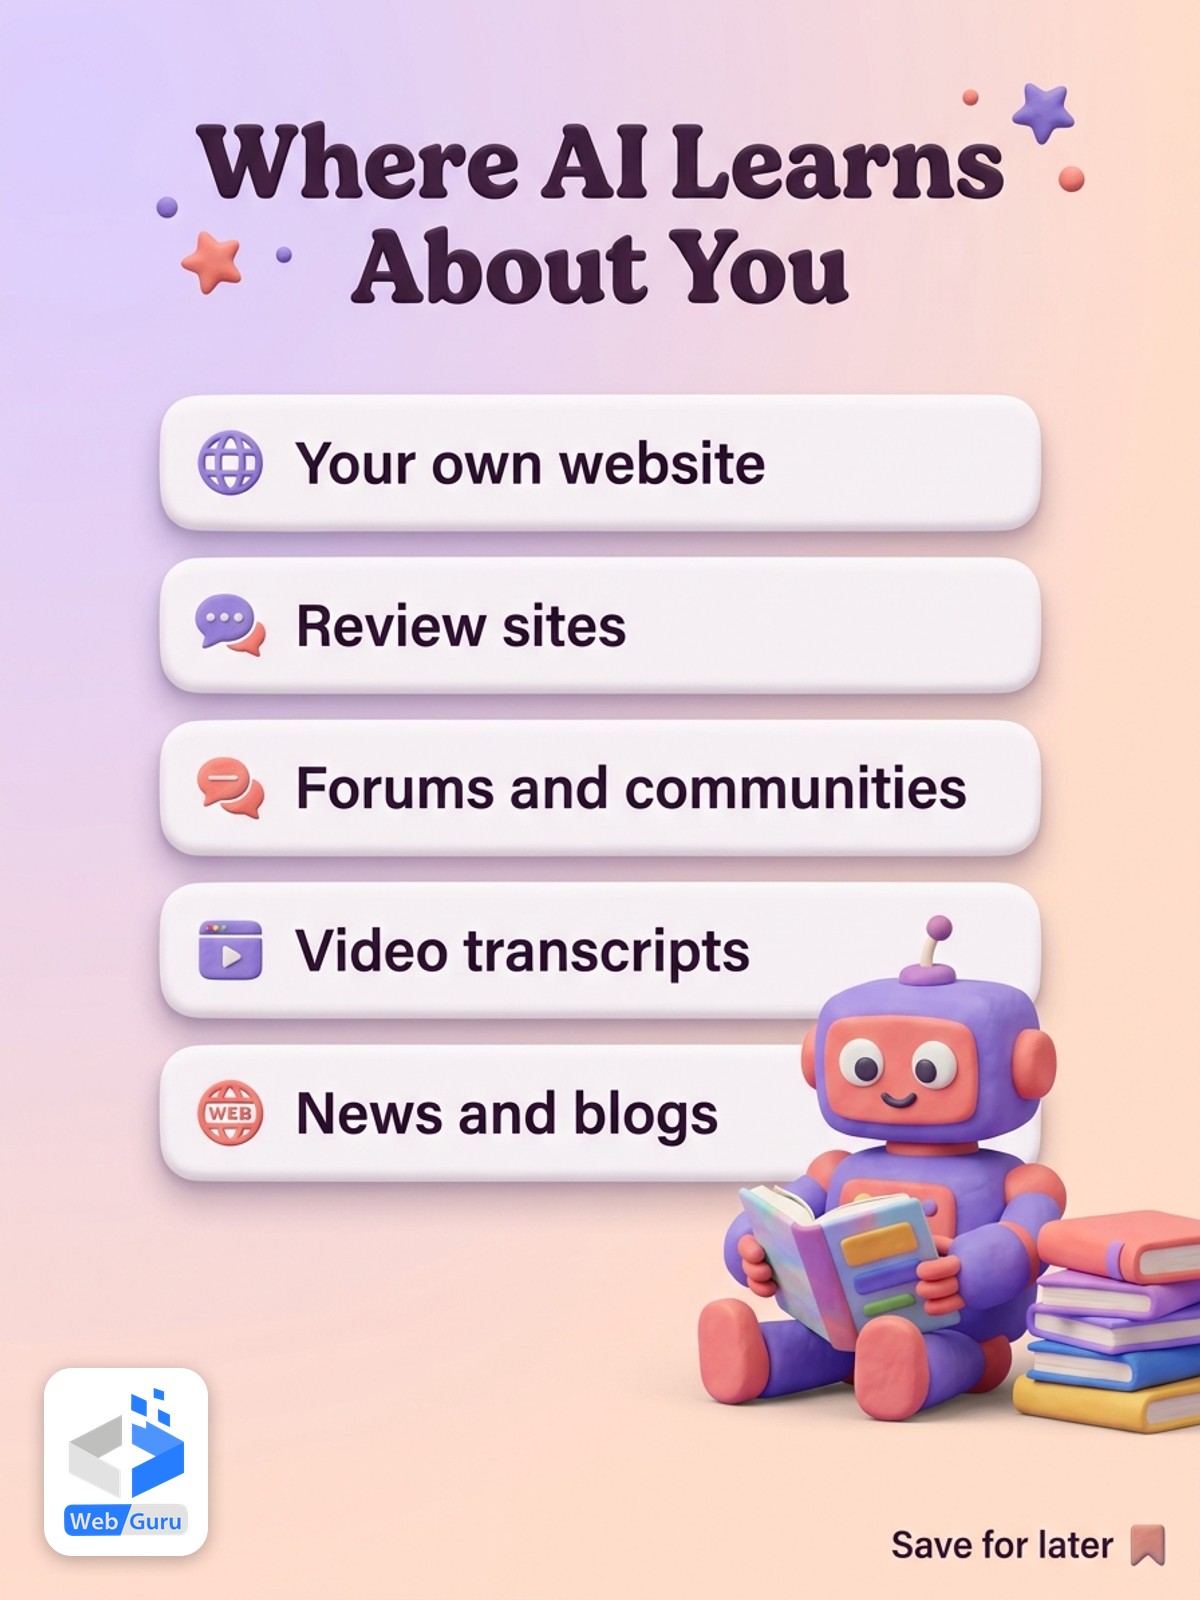 Where AI Learns
About You
Your own website
Review sites
Forums and communities
Video transcripts
WEB
News and blogs
Web Guru
Save for later